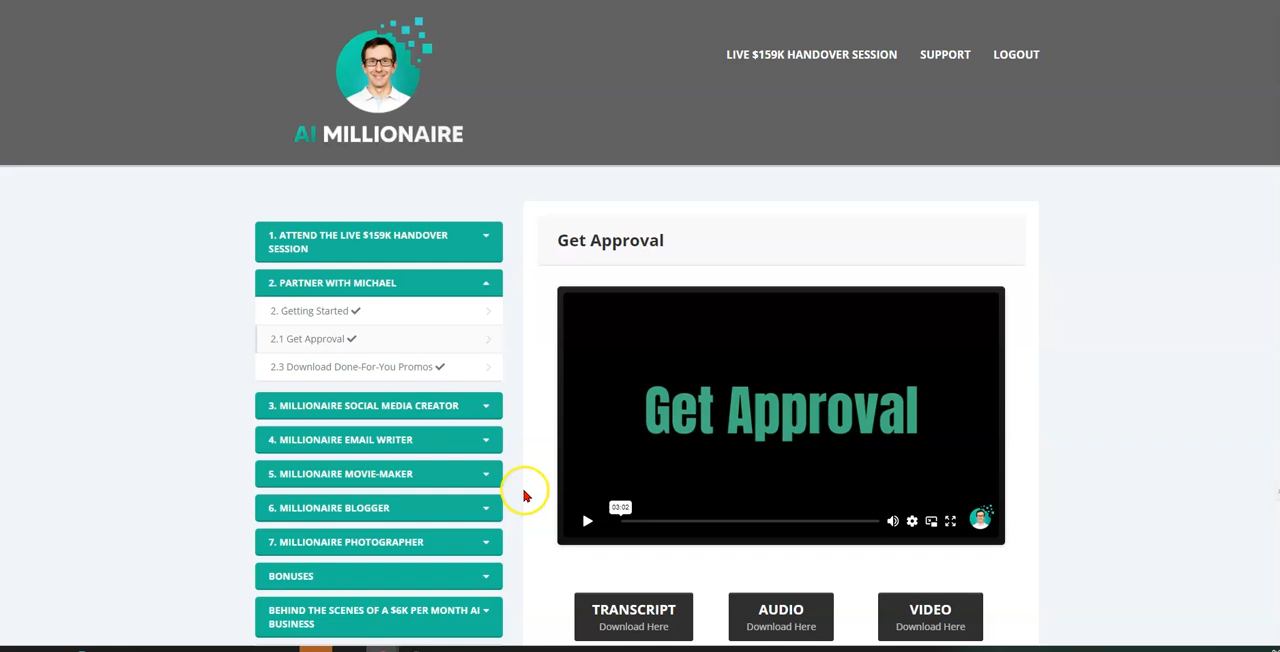 LIVE $159K HANDOVER SESSION SUPPORT LOGOUT
AI MILLIONAIRE
1. ATTEND THE LIVE $159K HANDOVER
SESSION
2. PARTNER WITH MICHAEL
2. Getting Started
2.1 Get Approval
2.3 Download Done-For-You Promos
3. MILLIONAIRE SOCIAL MEDIA CREATOR
4. MILLIONAIRE EMAIL WRITER
5. MILLIONAIRE MOVIE-MAKER
6. MILLIONAIRE BLOGGER
7. MILLIONAIRE PHOTOGRAPHER
BONUSES
BEHIND THE SCENES OF A $6K PER MONTH AI
BUSINESS
Get Approval
Get Approval
03:02
TRANSCRIPT
Download Here
AUDIO
Download Here
VIDEO
Download Here